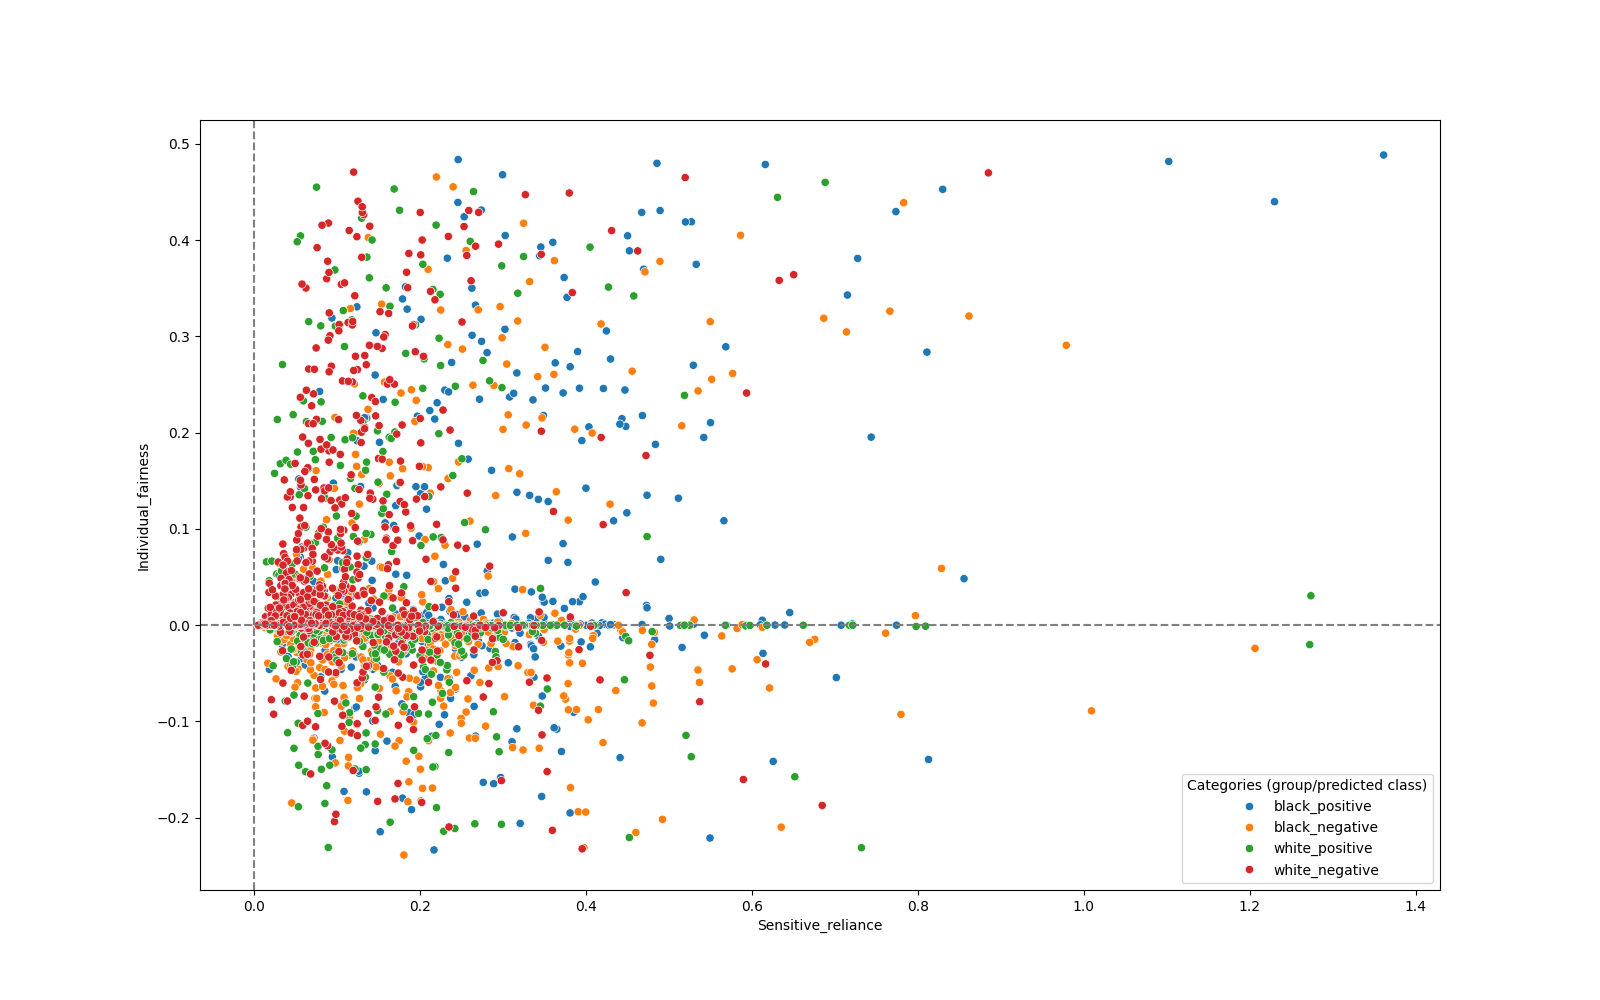 0.5
0.4
0.3
0.2
0.1
0.0
−0.1
−0.2
Individual_fairness
0.0 0.2 0.4 0.6 0.8 1.0 1.2 1.4
Sensitive_reliance
Categories (group/predicted class)
black_positive
black_negative
white_positive
white_negative